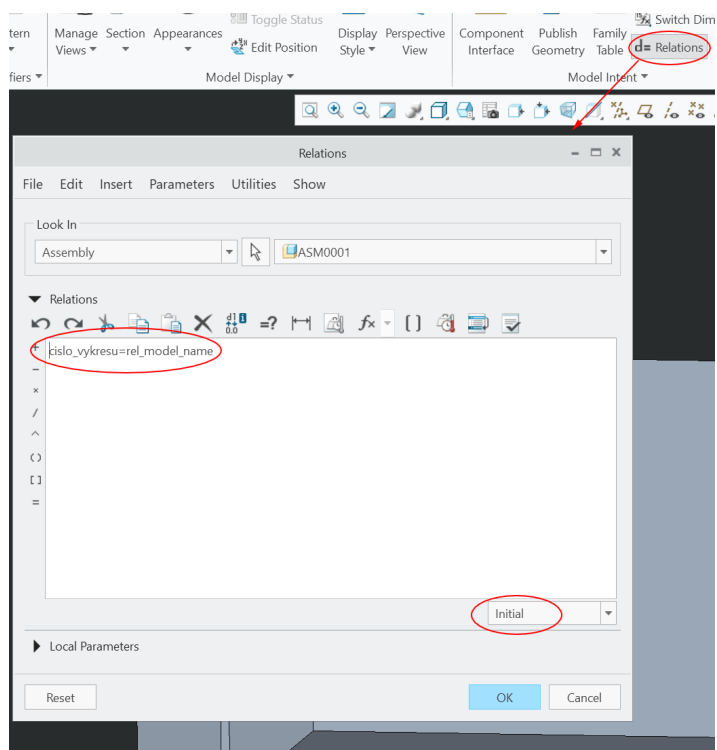 Toggle Status
Switch Dim
tern
Manage
Section
Appearances
Display
Perspective
Component
Publish
Family
Views
Edit Position
Style
View
Interface
Geometry
Table
d= Relations
fiers
Model Display
Model Intent
Relations
File Edit Insert Parameters Utilities Show
Look In
Assembly
ASM0001
Relations
cislo_vykresu=rel_model_name
+
-
×
/
^
()
[]
=
Initial
Local Parameters
Reset
OK
Cancel